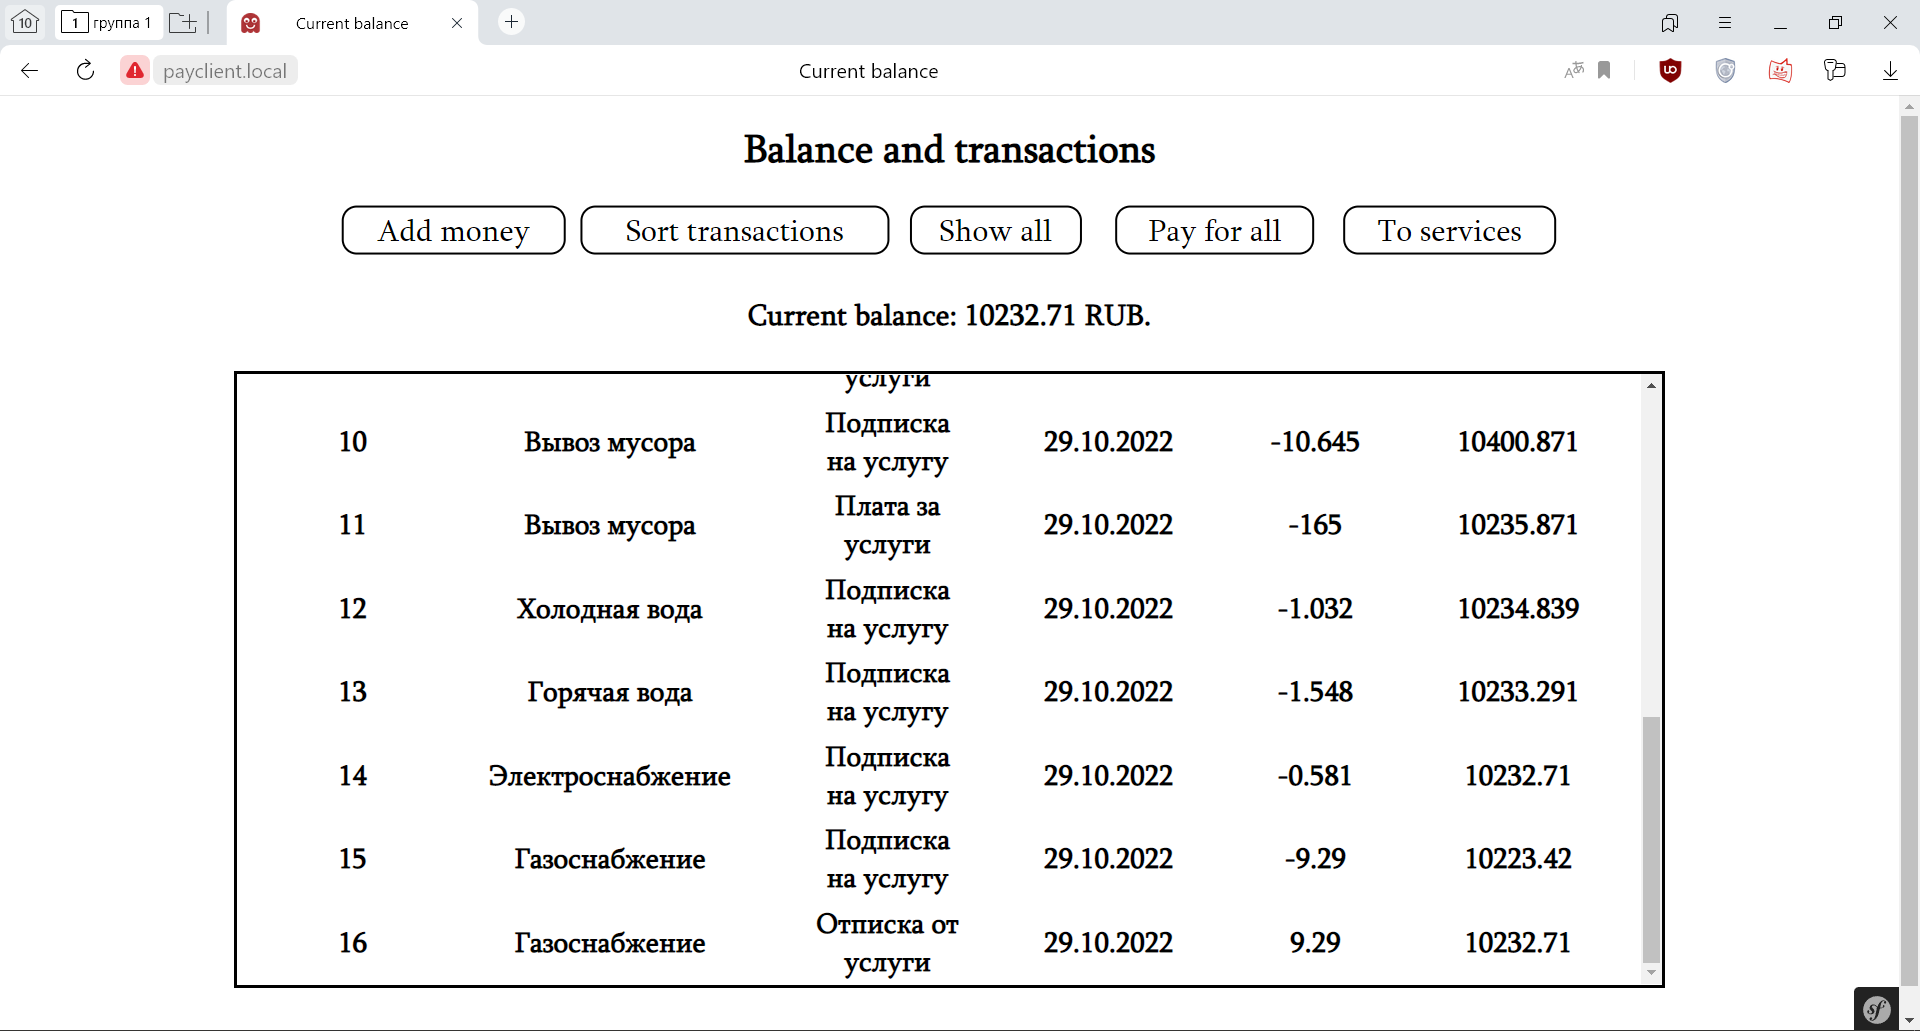 10
1 группа 1
Current balance
payclient.local
Current balance
Balance and transactions
Add money
Sort transactions
Show all
Pay for all
To services
Current balance: 10232.71 RUB.
услуги
10 Вывоз мусора Подписка на услугу 29.10.2022 -10.645 10400.871
11 Вывоз мусора Плата за услуги 29.10.2022 -165 10235.871
12 Холодная вода Подписка на услугу 29.10.2022 -1.032 10234.839
13 Горячая вода Подписка на услугу 29.10.2022 -1.548 10233.291
14 Электроснабжение Подписка на услугу 29.10.2022 -0.581 10232.71
15 Газоснабжение Подписка на услугу 29.10.2022 -9.29 10223.42
16 Газоснабжение Отписка от услуги 29.10.2022 9.29 10232.71
sf